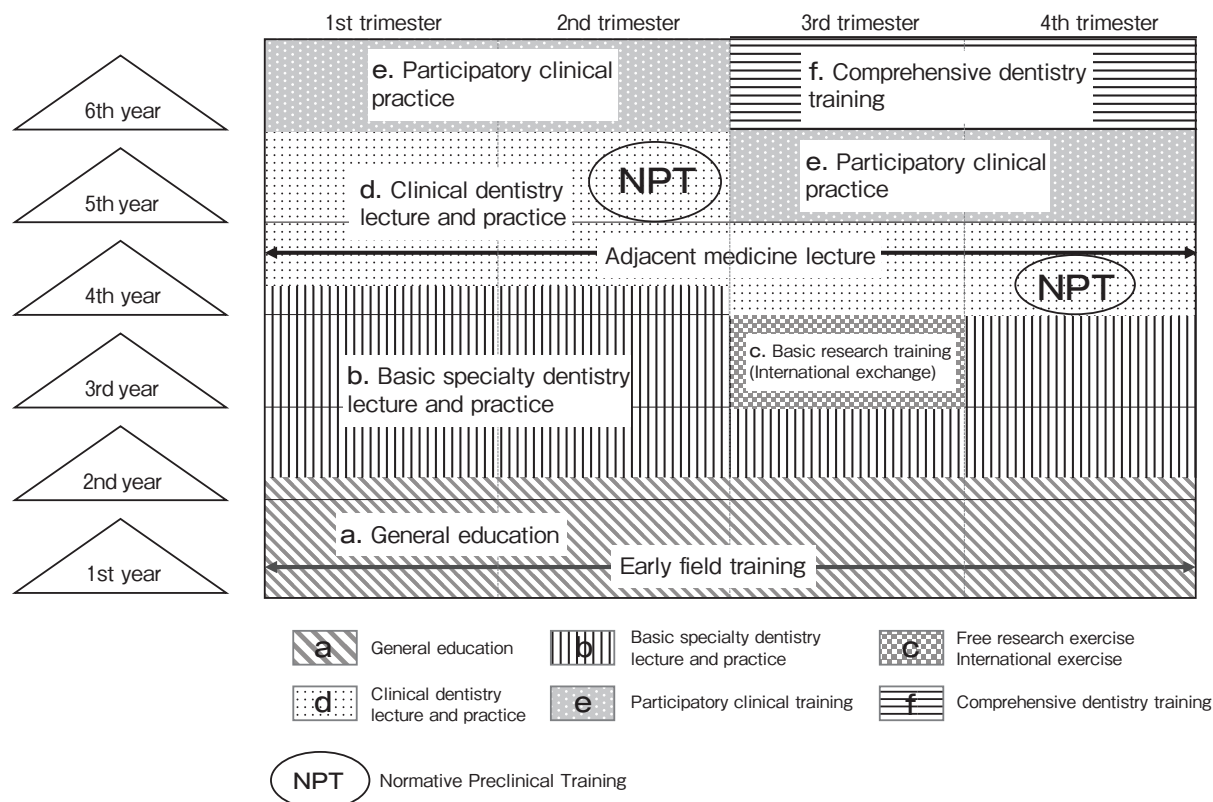 1st trimester 2nd trimester 3rd trimester 4th trimester
6th year
e. Participatory clinical
practice
f. Comprehensive dentistry
training
5th year
d. Clinical dentistry
lecture and practice
NPT
e. Participatory clinical
practice
Adjacent medicine lecture
4th year
NPT
3rd year
b. Basic specialty dentistry
lecture and practice
c. Basic research training
(International exchange)
2nd year
a. General education
1st year
Early field training
a General education
b Basic specialty dentistry
lecture and practice
c Free research exercise
International exercise
d Clinical dentistry
lecture and practice
e Participatory clinical training
f Comprehensive dentistry training
NPT Normative Preclinical Training